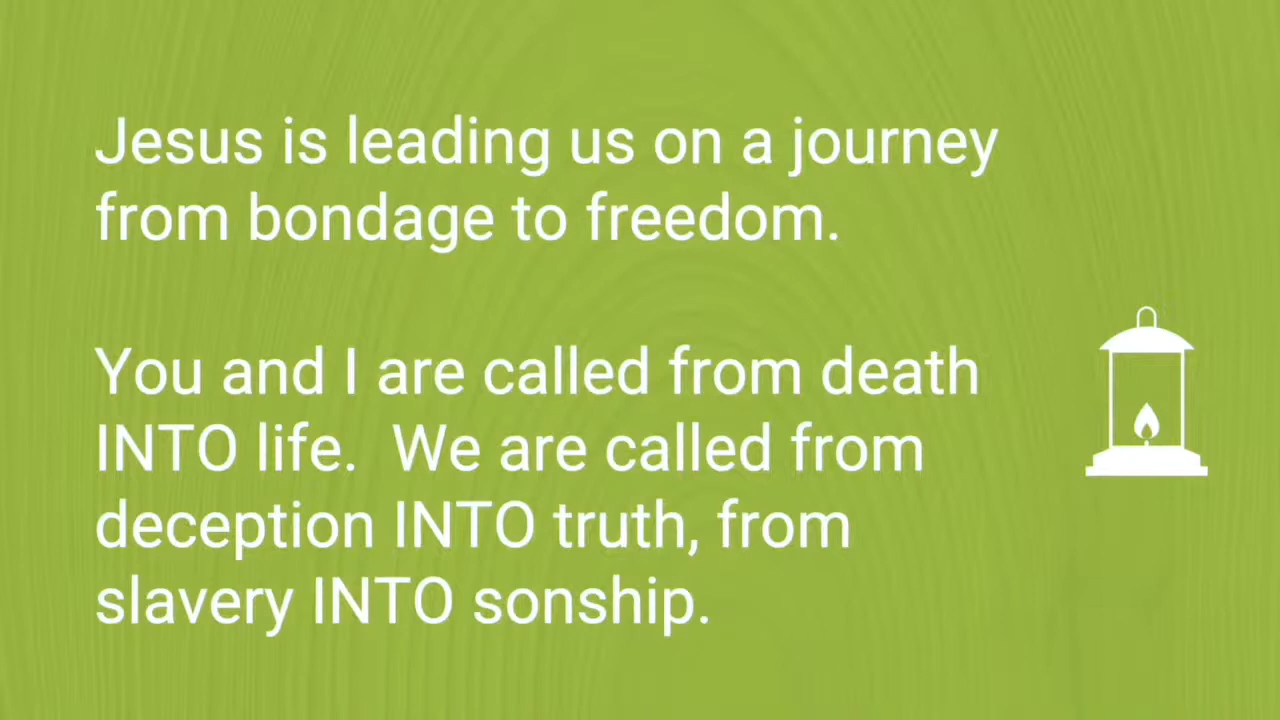 Jesus is leading us on a journey
from bondage to freedom.
You and I are called from death
INTO life.  We are called from
deception INTO truth, from
slavery INTO sonship.